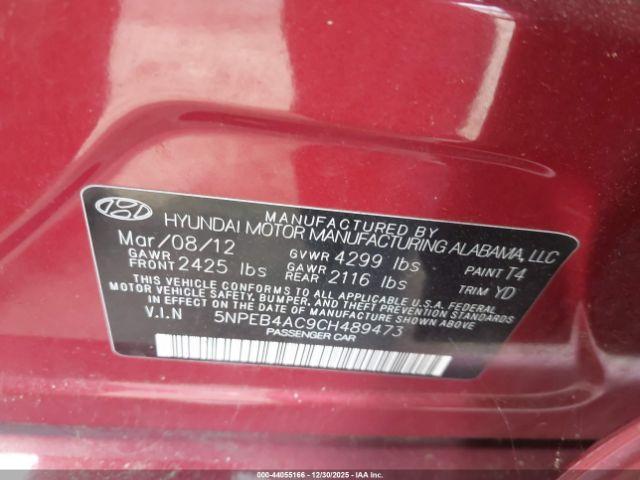 MANUFACTURED BY
HYUNDAI MOTOR MANUFACTURING ALABAMA, LLC
Mar/08/12 GVWR 4299 lbs PAINT T4
GAWR FRONT 2425 lbs GAWR REAR 2116 lbs TRIM YD
THIS VEHICLE CONFORMS TO ALL APPLICABLE U.S.A. FEDERAL
MOTOR VEHICLE SAFETY, BUMPER, AND THEFT PREVENTION
STANDARDS IN EFFECT ON THE DATE OF MANUFACTURE SHOWN ABOVE
V.I.N 5NPEB4AC9CH489473
PASSENGER CAR
000-44055166 - 12/30/2025 - IAA Inc.